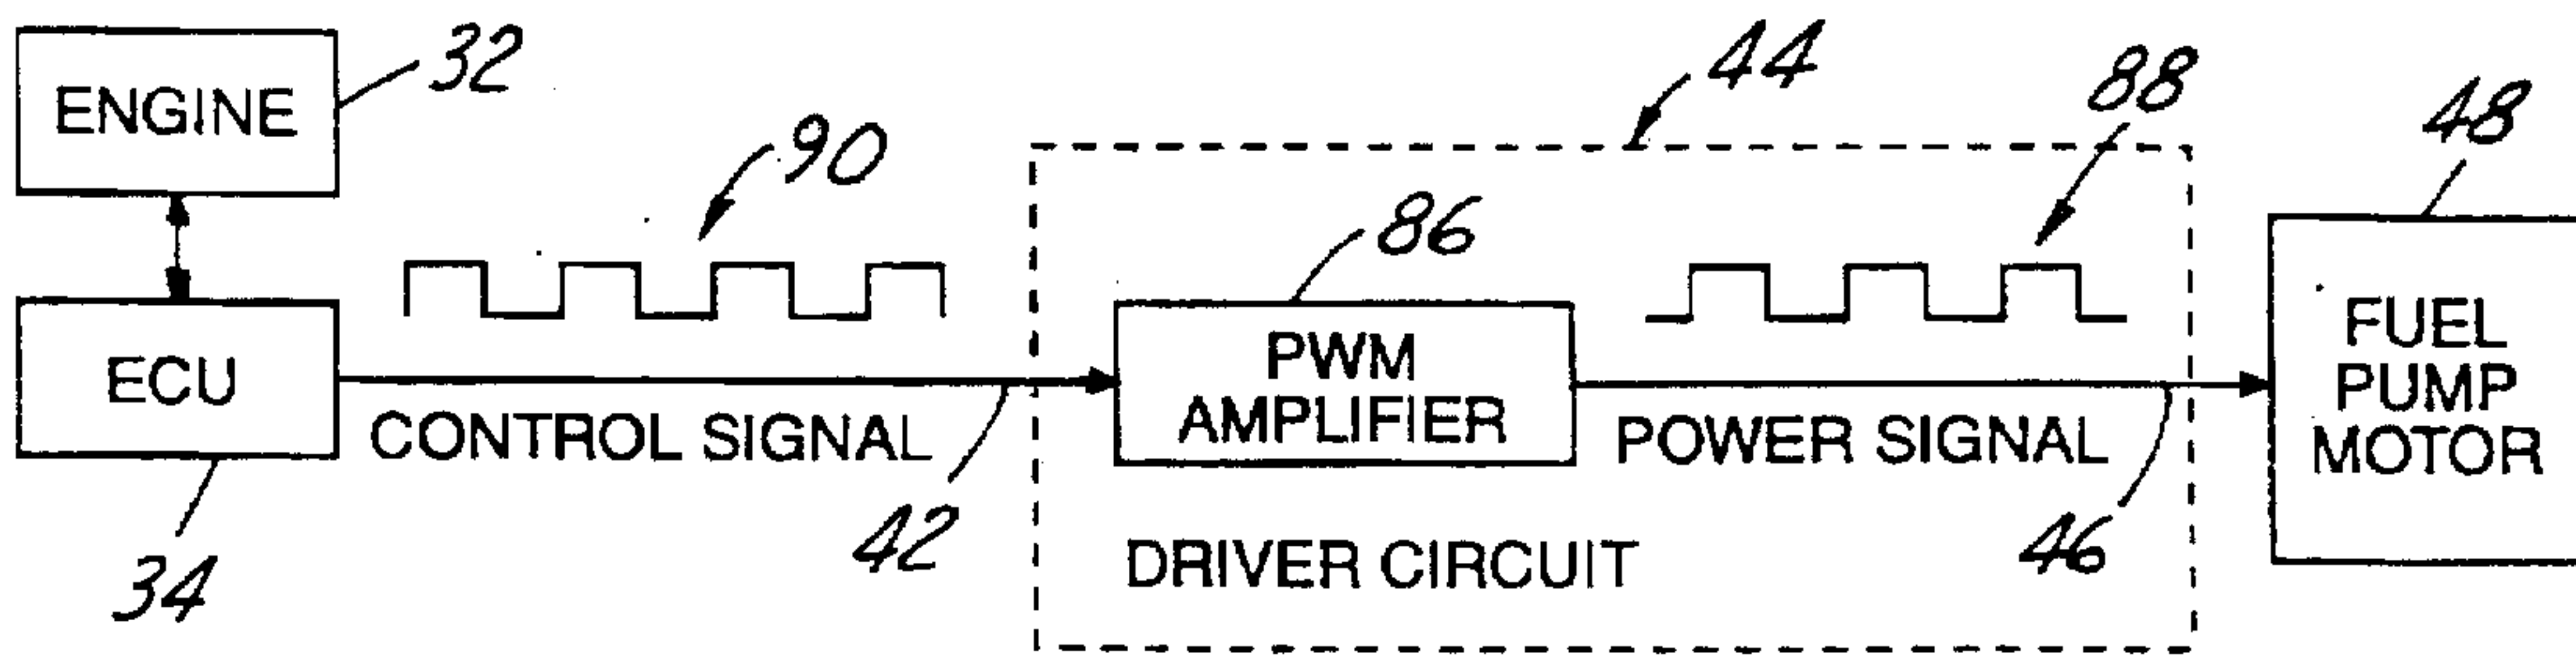 ENGINE
32
90
44
88
48
86
ECU
CONTROL SIGNAL
PWM
AMPLIFIER
POWER SIGNAL
FUEL
PUMP
MOTOR
34
42
DRIVER CIRCUIT
46